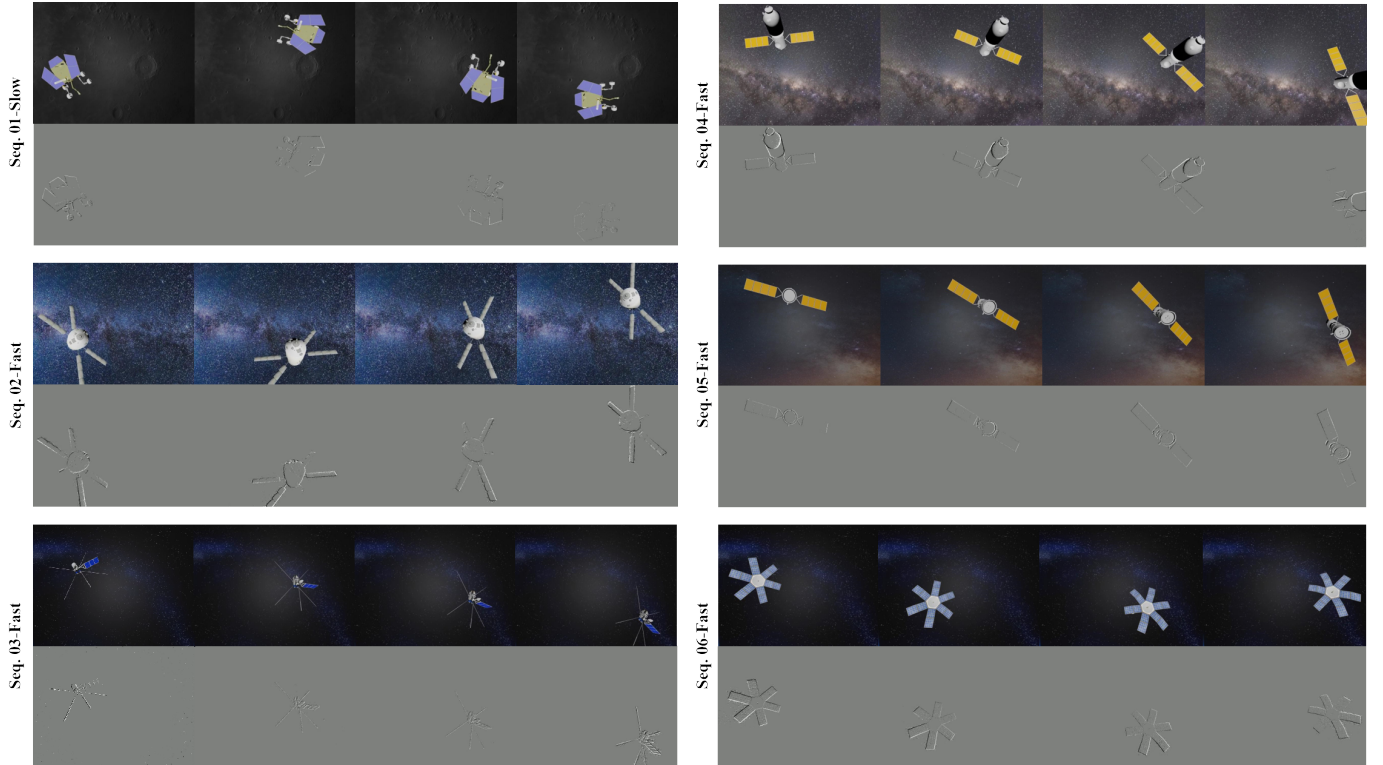 Seq. 01-Slow
Seq. 04-Fast
Seq. 02-Fast
Seq. 05-Fast
Seq. 03-Fast
Seq. 06-Fast